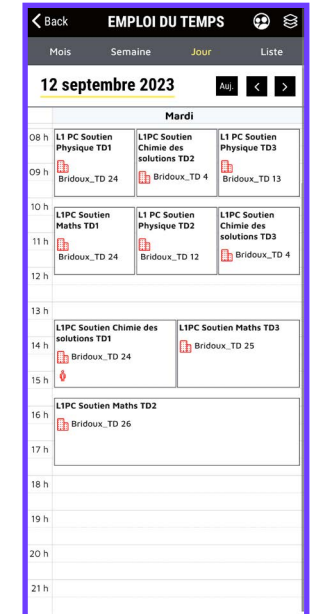 Back EMPLOI DU TEMPS
Mois Semaine Jour Liste
12 septembre 2023 Auj.
Mardi
08 h
L1 PC Soutien
Physique TD1
Bridoux_TD 24
L1PC Soutien
Chimie des
solutions TD2
Bridoux_TD 4
L1 PC Soutien
Physique TD3
Bridoux_TD 13
09 h
10 h
L1PC Soutien
Maths TD1
Bridoux_TD 24
L1 PC Soutien
Physique TD2
Bridoux_TD 12
L1PC Soutien
Chimie des
solutions TD3
Bridoux_TD 4
11 h
12 h
13 h
L1PC Soutien Chimie des
solutions TD1
Bridoux_TD 24
L1PC Soutien Maths TD3
Bridoux_TD 25
14 h
15 h
L1PC Soutien Maths TD2
Bridoux_TD 26
16 h
17 h
18 h
19 h
20 h
21 h